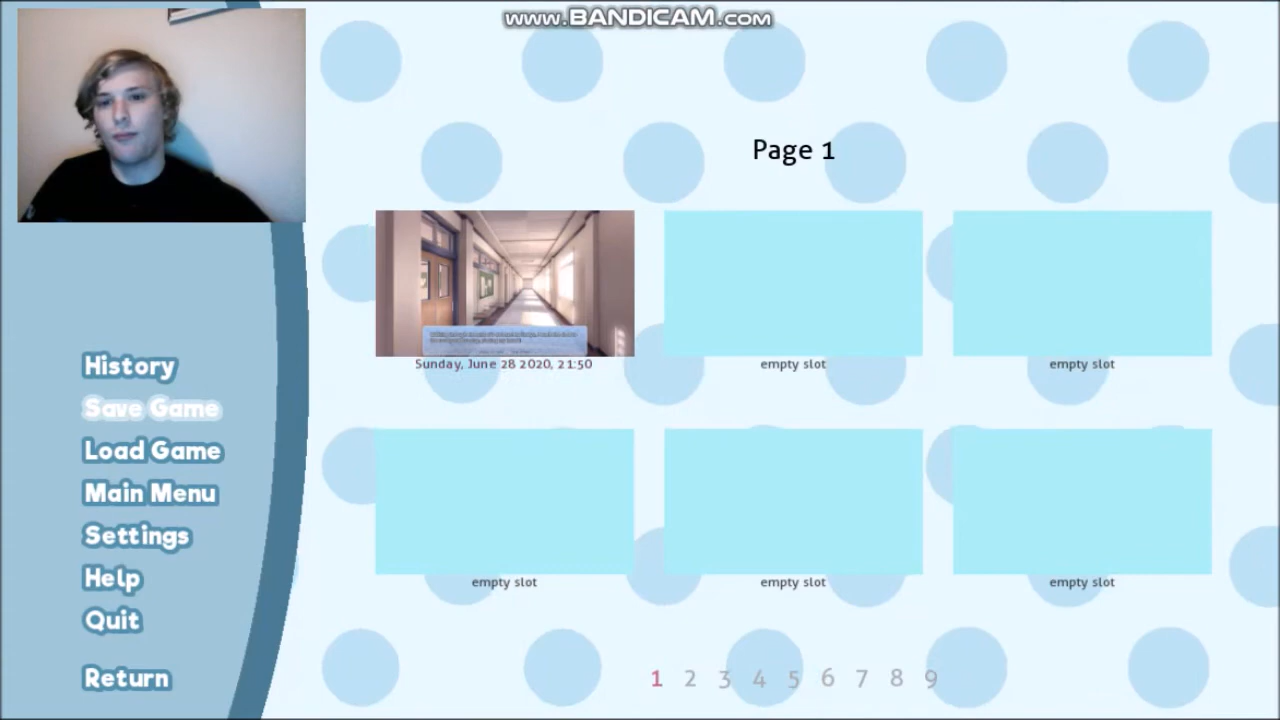 www.BANDICAM.com
Page 1
Sunday, June 28 2020, 21:50
empty slot
empty slot
empty slot
empty slot
empty slot
History
Save Game
Load Game
Main Menu
Settings
Help
Quit
Return
1 2 3 4 5 6 7 8 9